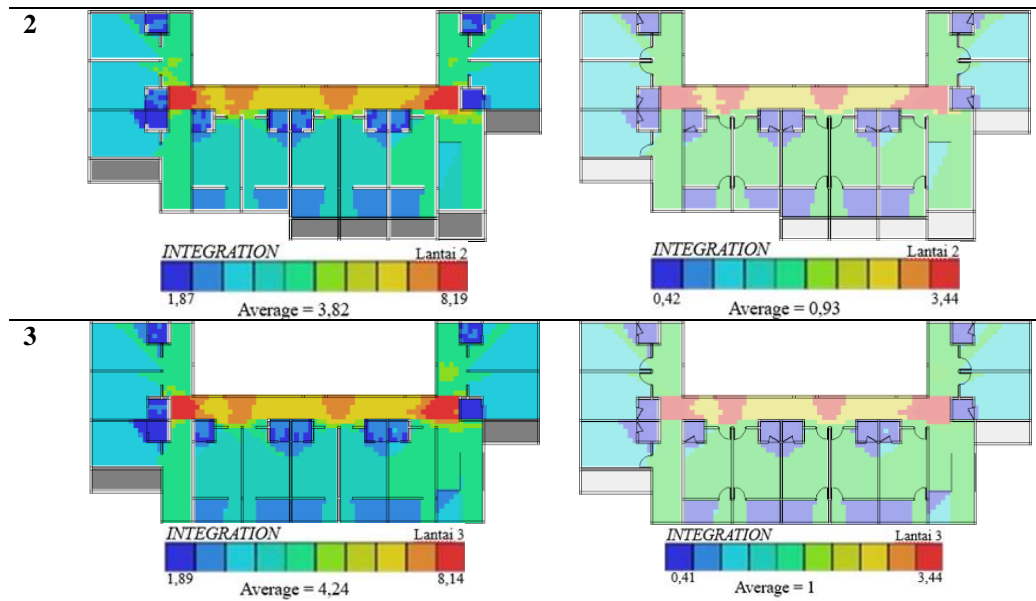 2
INTEGRATION Lantai 2
1,87 8,19
Average = 3,82
INTEGRATION Lantai 2
0,42 3,44
Average = 0,93
3
INTEGRATION Lantai 3
1,89 8,14
Average = 4,24
INTEGRATION Lantai 3
0,41 3,44
Average = 1